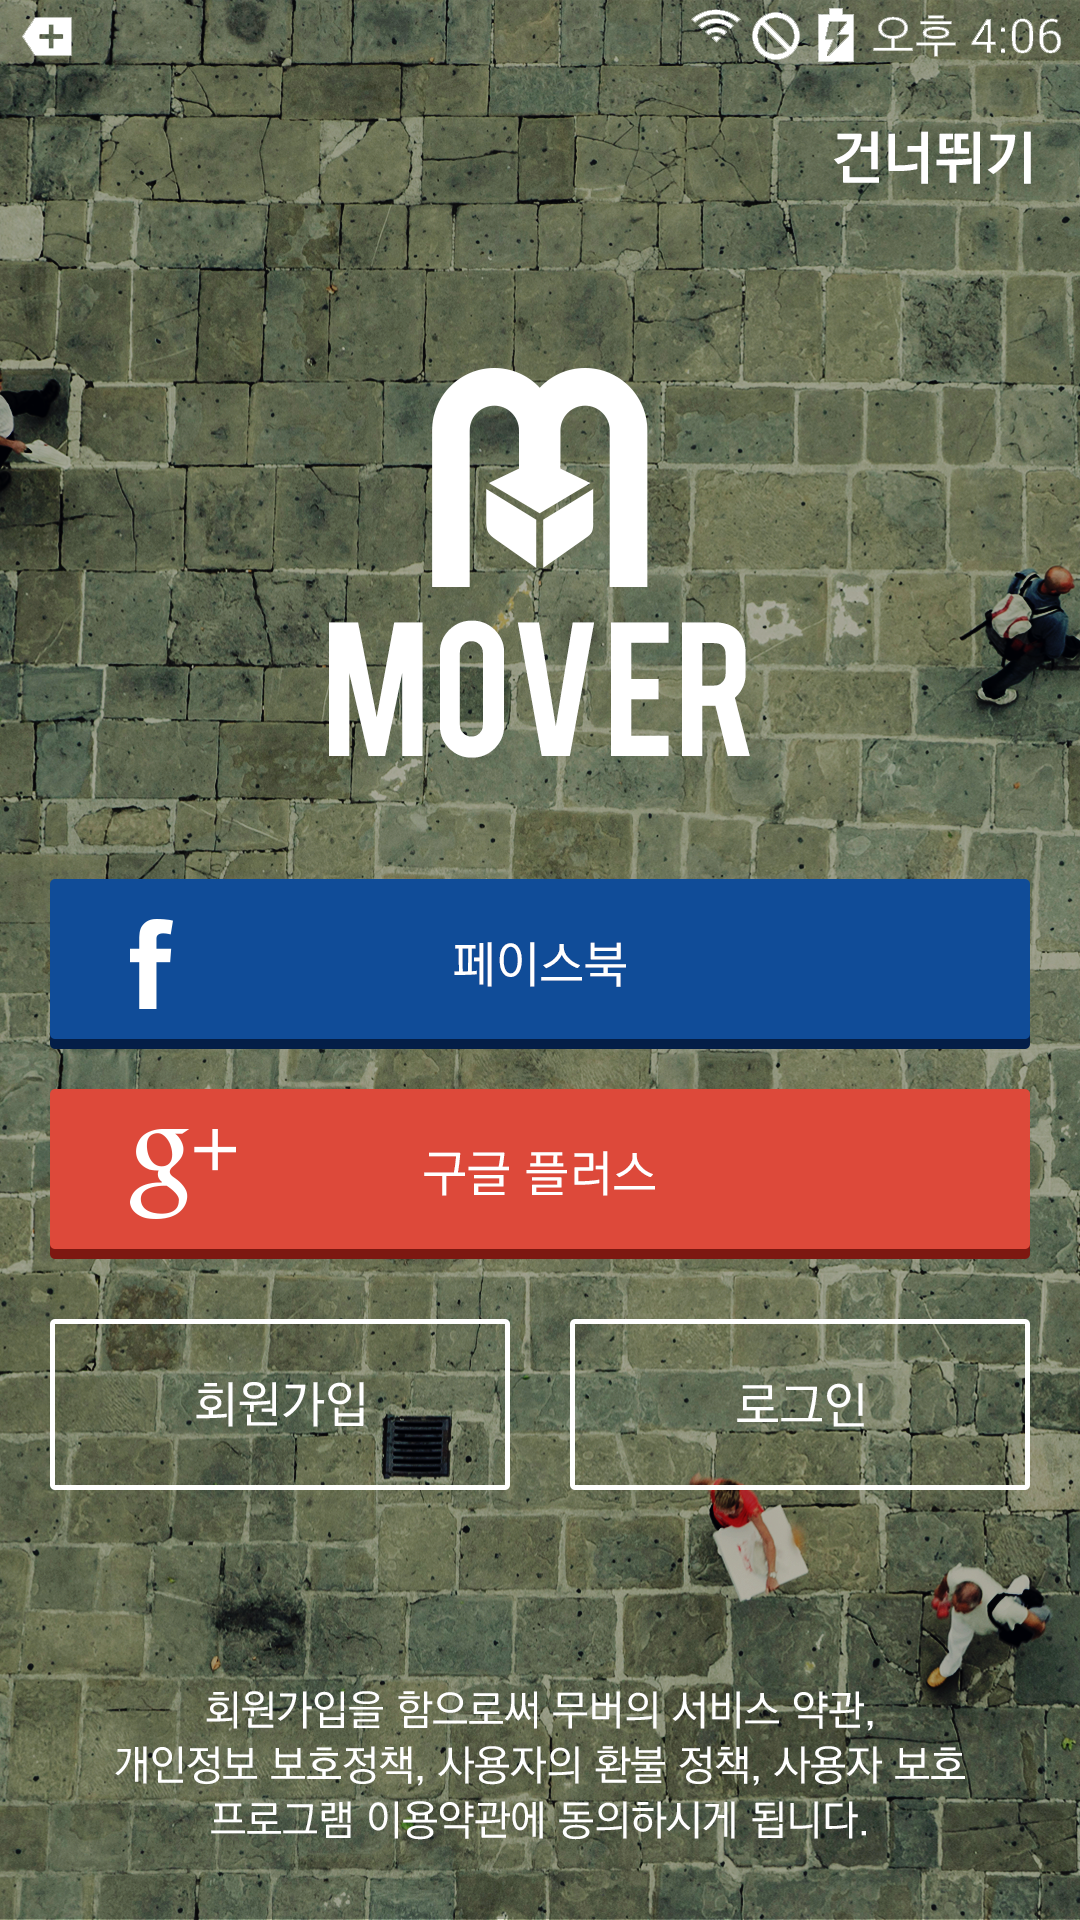 오후 4:06
건너뛰기
MOVER
f 페이스북
g+ 구글 플러스
회원가입
로그인
회원가입을 함으로써 무버의 서비스 약관,
개인정보 보호정책, 사용자의 환불 정책, 사용자 보호
프로그램 이용약관에 동의하시게 됩니다.